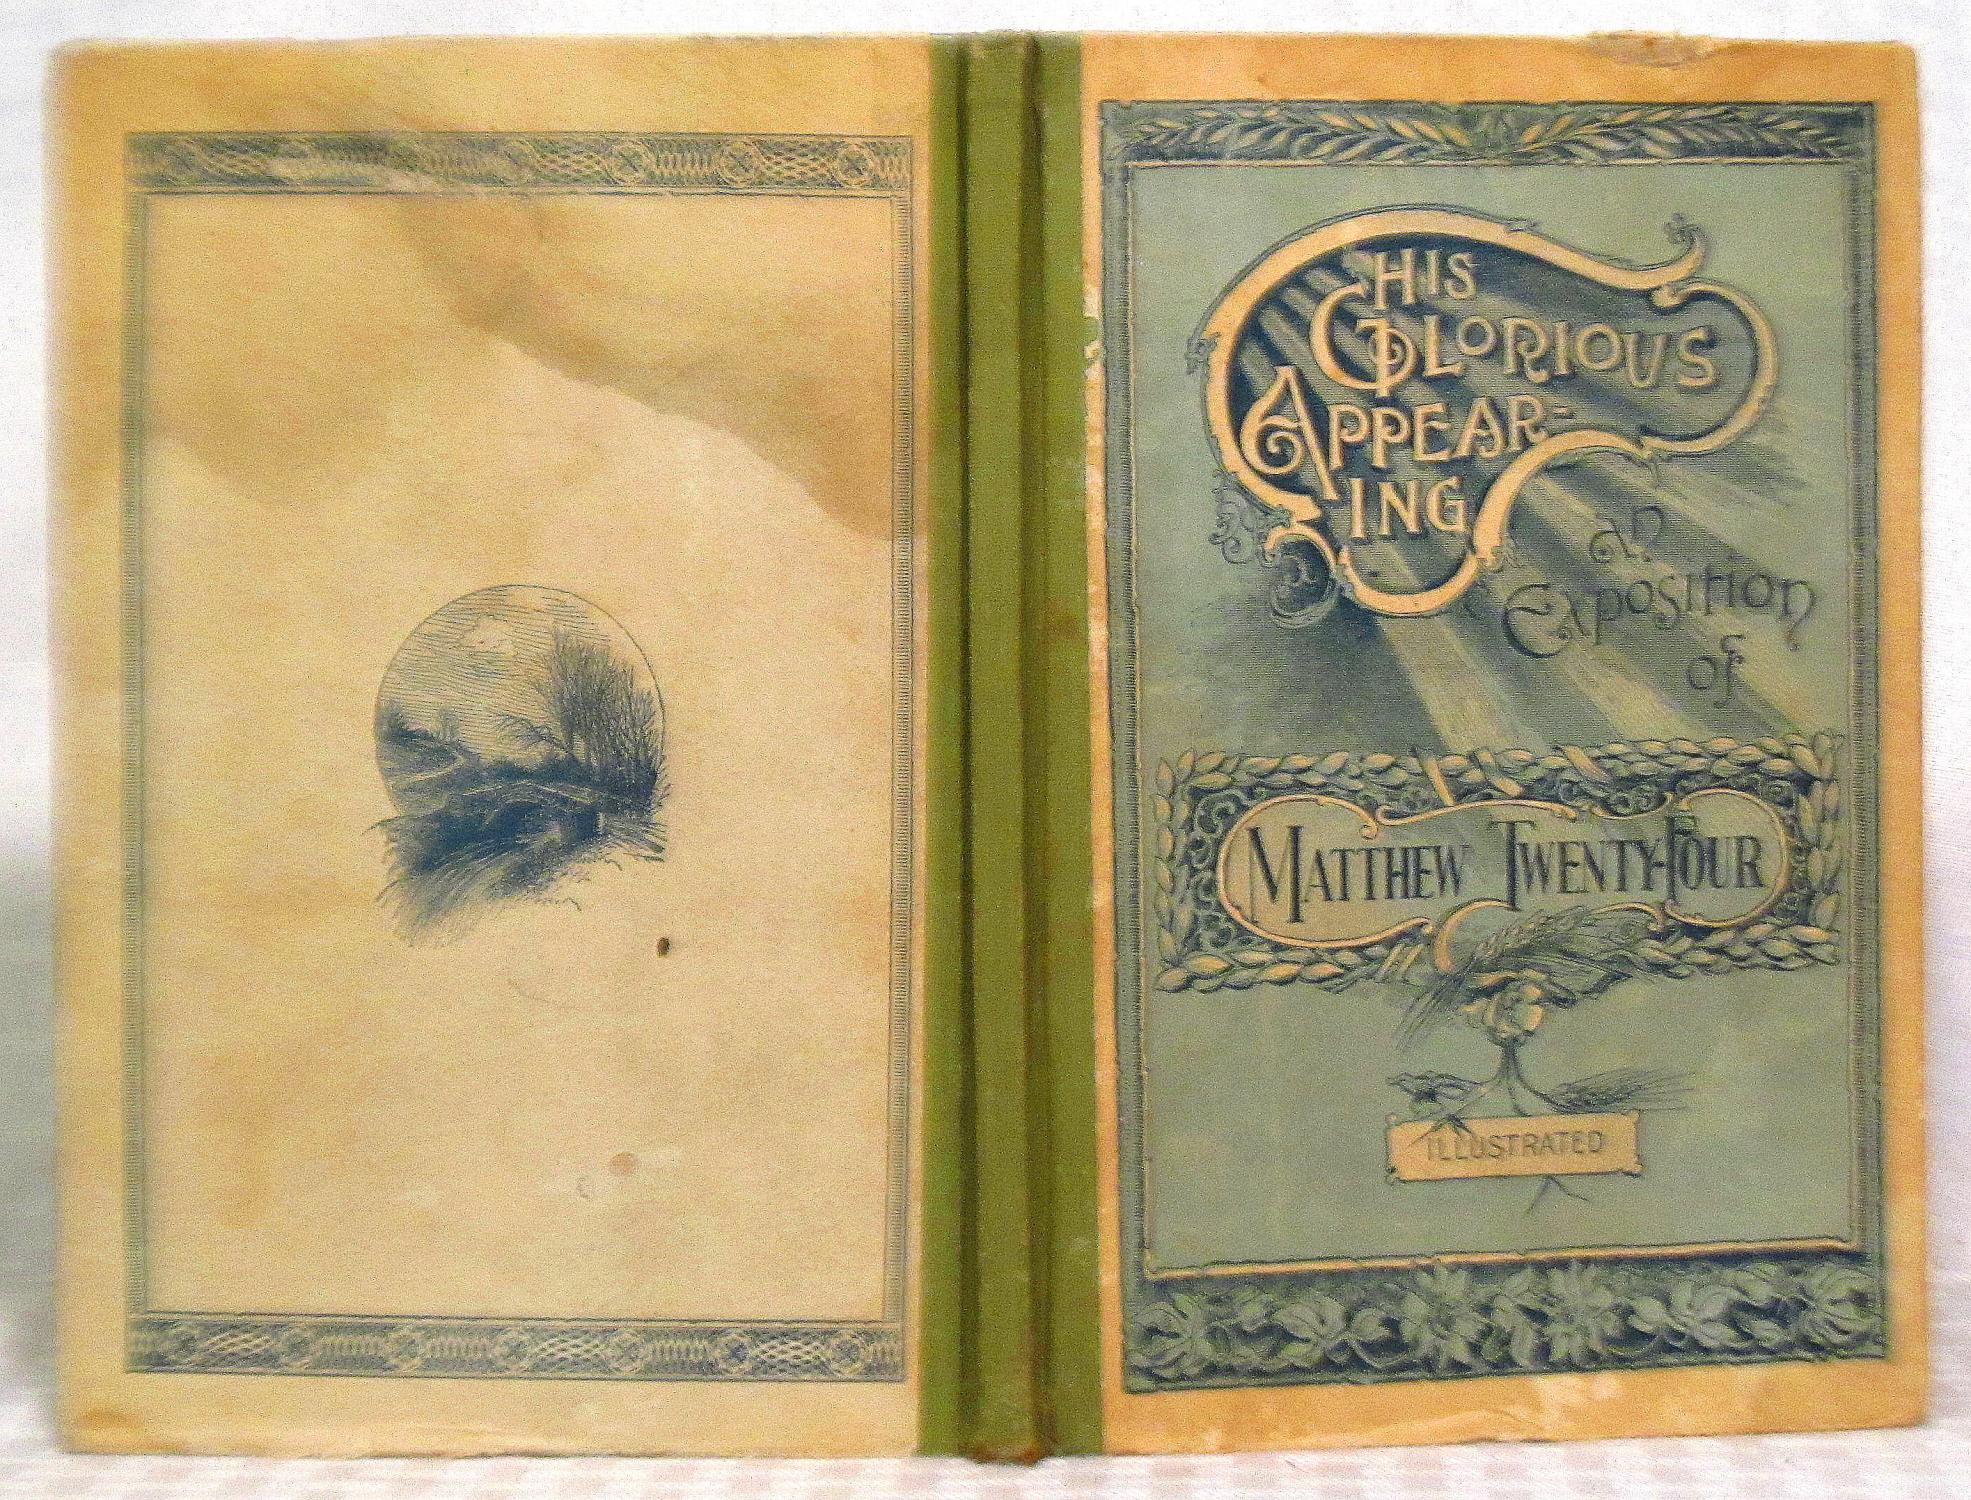 HIS
GLORIOUS
APPEAR-
ING
an
Exposition
of
MATTHEW TWENTY-FOUR
ILLUSTRATED